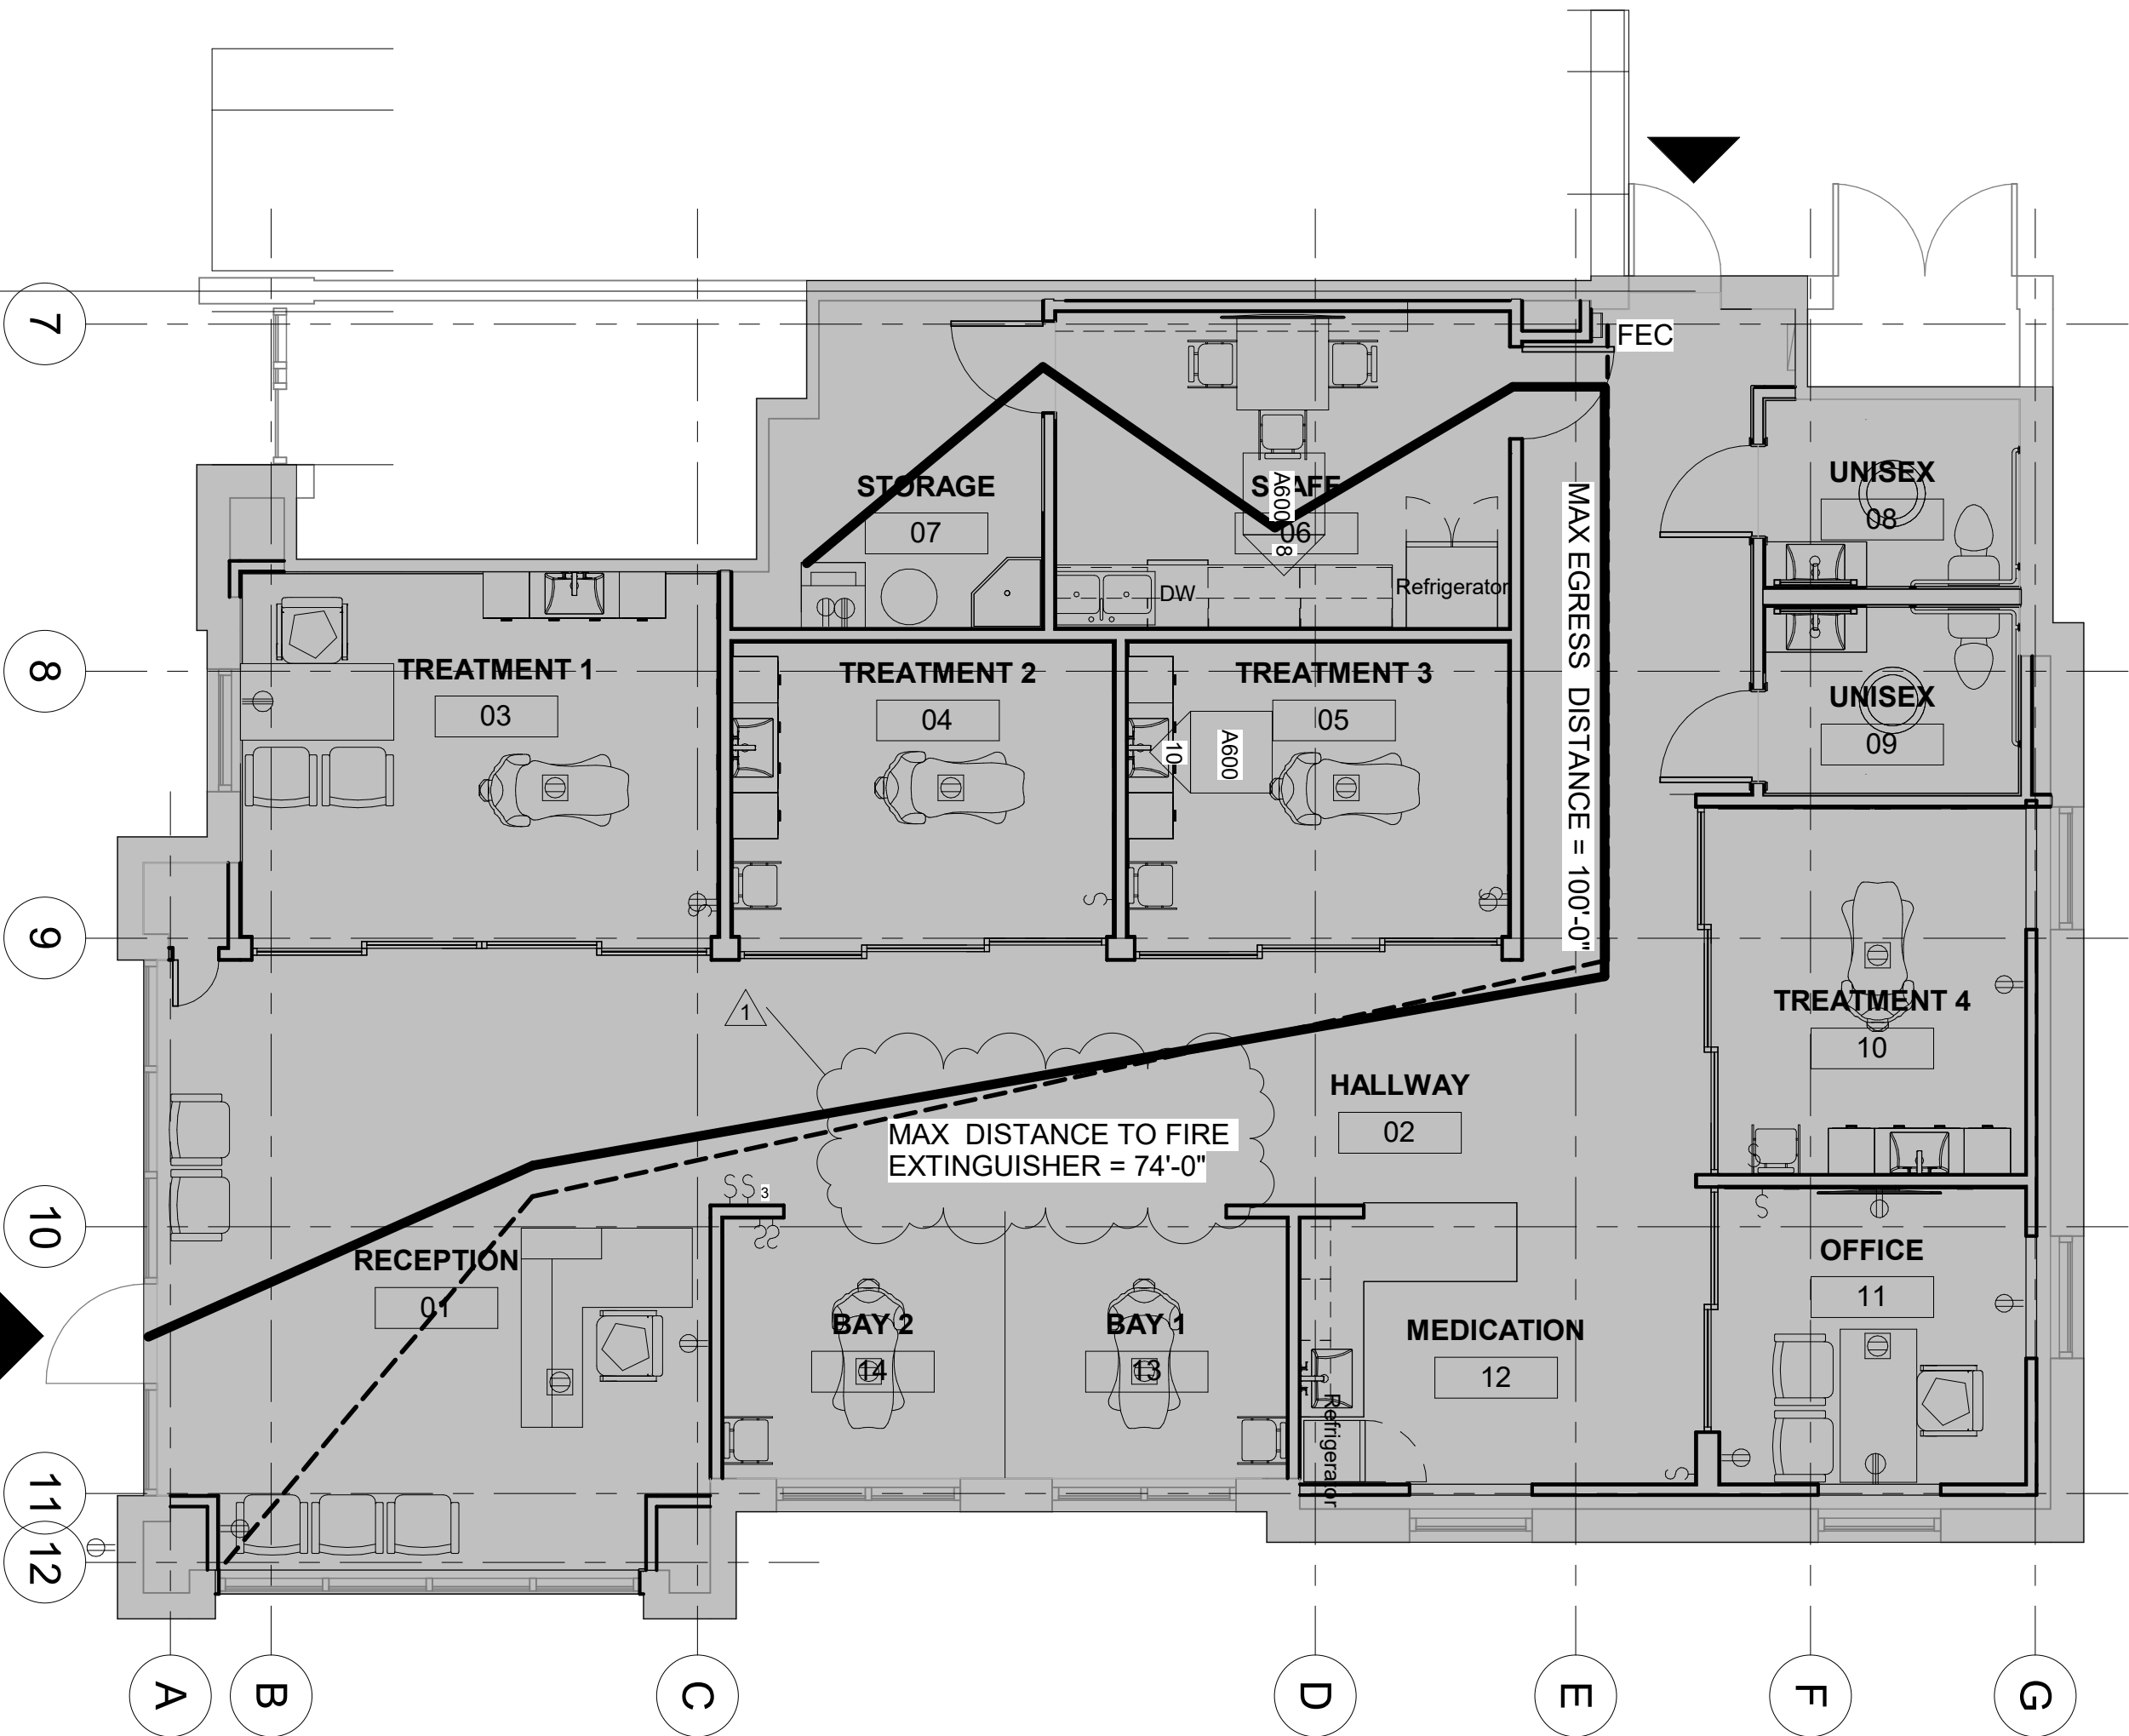 7
FEC
STORAGE
07
STAFF
06
A600
8
DW
Refrigerator
MAX EGRESS DISTANCE = 100'-0"
UNISEX
08
UNISEX
09
8
TREATMENT 1
03
TREATMENT 2
04
TREATMENT 3
05
10
A600
9
TREATMENT 4
10
1
HALLWAY
02
MAX DISTANCE TO FIRE
EXTINGUISHER = 74'-0"
SS 3
10
RECEPTION
01
BAY 2
14
BAY 1
13
MEDICATION
12
Refrigerator
OFFICE
11
11
12
A
B
C
D
E
F
G